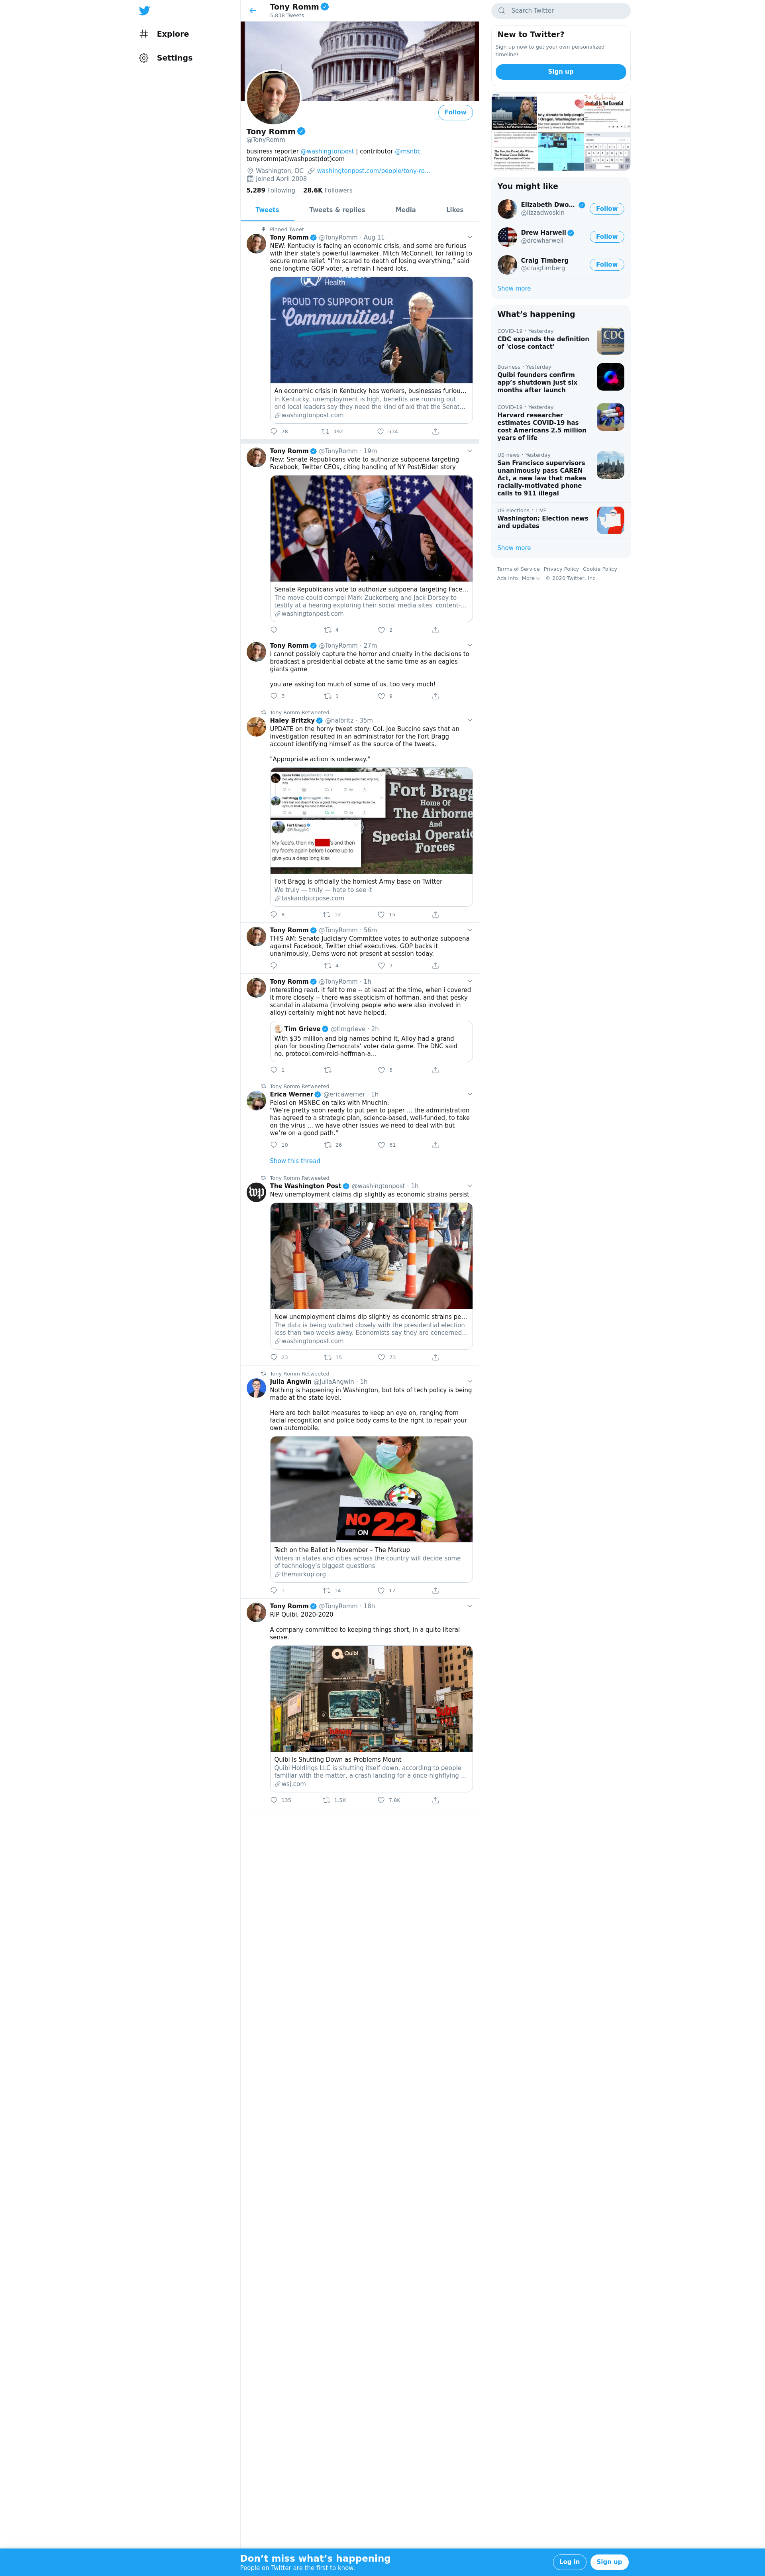 Explore
Settings
Tony Romm
5,838 Tweets
Follow
Tony Romm
@TonyRomm
business reporter @washingtonpost | contributor @msnbc
tony.romm(at)washpost(dot)com
Washington, DC washingtonpost.com/people/tony-ro...
Joined April 2008
5,289 Following 28.6K Followers
Tweets Tweets & replies Media Likes
Pinned Tweet
Tony Romm @TonyRomm · Aug 11
NEW: Kentucky is facing an economic crisis, and some are furious
with their state's powerful lawmaker, Mitch McConnell, for failing to
secure more relief. "I'm scared to death of losing everything," said
one longtime GOP voter, a refrain I heard lots.
Health
PROUD TO SUPPORT OUR
Communities!
An economic crisis in Kentucky has workers, businesses furiou...
In Kentucky, unemployment is high, benefits are running out
and local leaders say they need the kind of aid that the Senat...
washingtonpost.com
78 392 534
Tony Romm @TonyRomm · 19m
New: Senate Republicans vote to authorize subpoena targeting
Facebook, Twitter CEOs, citing handling of NY Post/Biden story
Senate Republicans vote to authorize subpoena targeting Face...
The move could compel Mark Zuckerberg and Jack Dorsey to
testify at a hearing exploring their social media sites' content-...
washingtonpost.com
4 2
Tony Romm @TonyRomm · 27m
i cannot possibly capture the horror and cruelty in the decisions to
broadcast a presidential debate at the same time as an eagles
giants game
you are asking too much of some of us. too very much!
3 1 9
Tony Romm Retweeted
Haley Britzky @halbritz · 35m
UPDATE on the horny tweet story: Col. Joe Buccino says that an
investigation resulted in an administrator for the Fort Bragg
account identifying himself as the source of the tweets.
"Appropriate action is underway."
Fort Bragg
My face's, then my 's and then
my face's again before I come up to
give you a deep long kiss
Fort Bragg
Home Of
The Airborne
And
Special Operatio
Forces
Fort Bragg is officially the horniest Army base on Twitter
We truly — truly — hate to see it
taskandpurpose.com
8 12 15
Tony Romm @TonyRomm · 56m
THIS AM: Senate Judiciary Committee votes to authorize subpoena
against Facebook, Twitter chief executives. GOP backs it
unanimously, Dems were not present at session today.
4 3
Tony Romm @TonyRomm · 1h
interesting read. it felt to me -- at least at the time, when i covered
it more closely -- there was skepticism of hoffman. and that pesky
scandal in alabama (involving people who were also involved in
alloy) certainly might not have helped.
Tim Grieve @timgrieve · 2h
With $35 million and big names behind it, Alloy had a grand
plan for boosting Democrats' voter data game. The DNC said
no. protocol.com/reid-hoffman-a...
1 5
Tony Romm Retweeted
Erica Werner @ericawerner · 1h
Pelosi on MSNBC on talks with Mnuchin:
"We're pretty soon ready to put pen to paper ... the administration
has agreed to a strategic plan, science-based, well-funded, to take
on the virus ... we have other issues we need to deal with but
we're on a good path."
10 26 61
Show this thread
Tony Romm Retweeted
The Washington Post @washingtonpost · 1h
New unemployment claims dip slightly as economic strains persist
New unemployment claims dip slightly as economic strains pe...
The data is being watched closely with the presidential election
less than two weeks away. Economists say they are concerned...
washingtonpost.com
23 15 73
Tony Romm Retweeted
Julia Angwin @JuliaAngwin · 1h
Nothing is happening in Washington, but lots of tech policy is being
made at the state level.
Here are tech ballot measures to keep an eye on, ranging from
facial recognition and police body cams to the right to repair your
own automobile.
NO ON 22
Tech on the Ballot in November – The Markup
Voters in states and cities across the country will decide some
of technology's biggest questions
themarkup.org
1 14 17
Tony Romm @TonyRomm · 18h
RIP Quibi, 2020-2020
A company committed to keeping things short, in a quite literal
sense.
Quibi
Quibi Is Shutting Down as Problems Mount
Quibi Holdings LLC is shutting itself down, according to people
familiar with the matter, a crash landing for a once-highflying ...
wsj.com
135 1.5K 7.8K
Search Twitter
New to Twitter?
Sign up now to get your own personalized
timeline!
Sign up
You might like
Elizabeth Dwo...
@lizzadwoskin
Follow
Drew Harwell
@drewharwell
Follow
Craig Timberg
@craigtimberg
Follow
Show more
What's happening
COVID-19 · Yesterday
CDC expands the definition
of 'close contact'
CDC
Business · Yesterday
Quibi founders confirm
app's shutdown just six
months after launch
COVID-19 · Yesterday
Harvard researcher
estimates COVID-19 has
cost Americans 2.5 million
years of life
US news · Yesterday
San Francisco supervisors
unanimously pass CAREN
Act, a new law that makes
racially-motivated phone
calls to 911 illegal
US elections · LIVE
Washington: Election news
and updates
Show more
Terms of Service Privacy Policy Cookie Policy
Ads info More © 2020 Twitter, Inc.
Don't miss what's happening
People on Twitter are the first to know.
Log in
Sign up